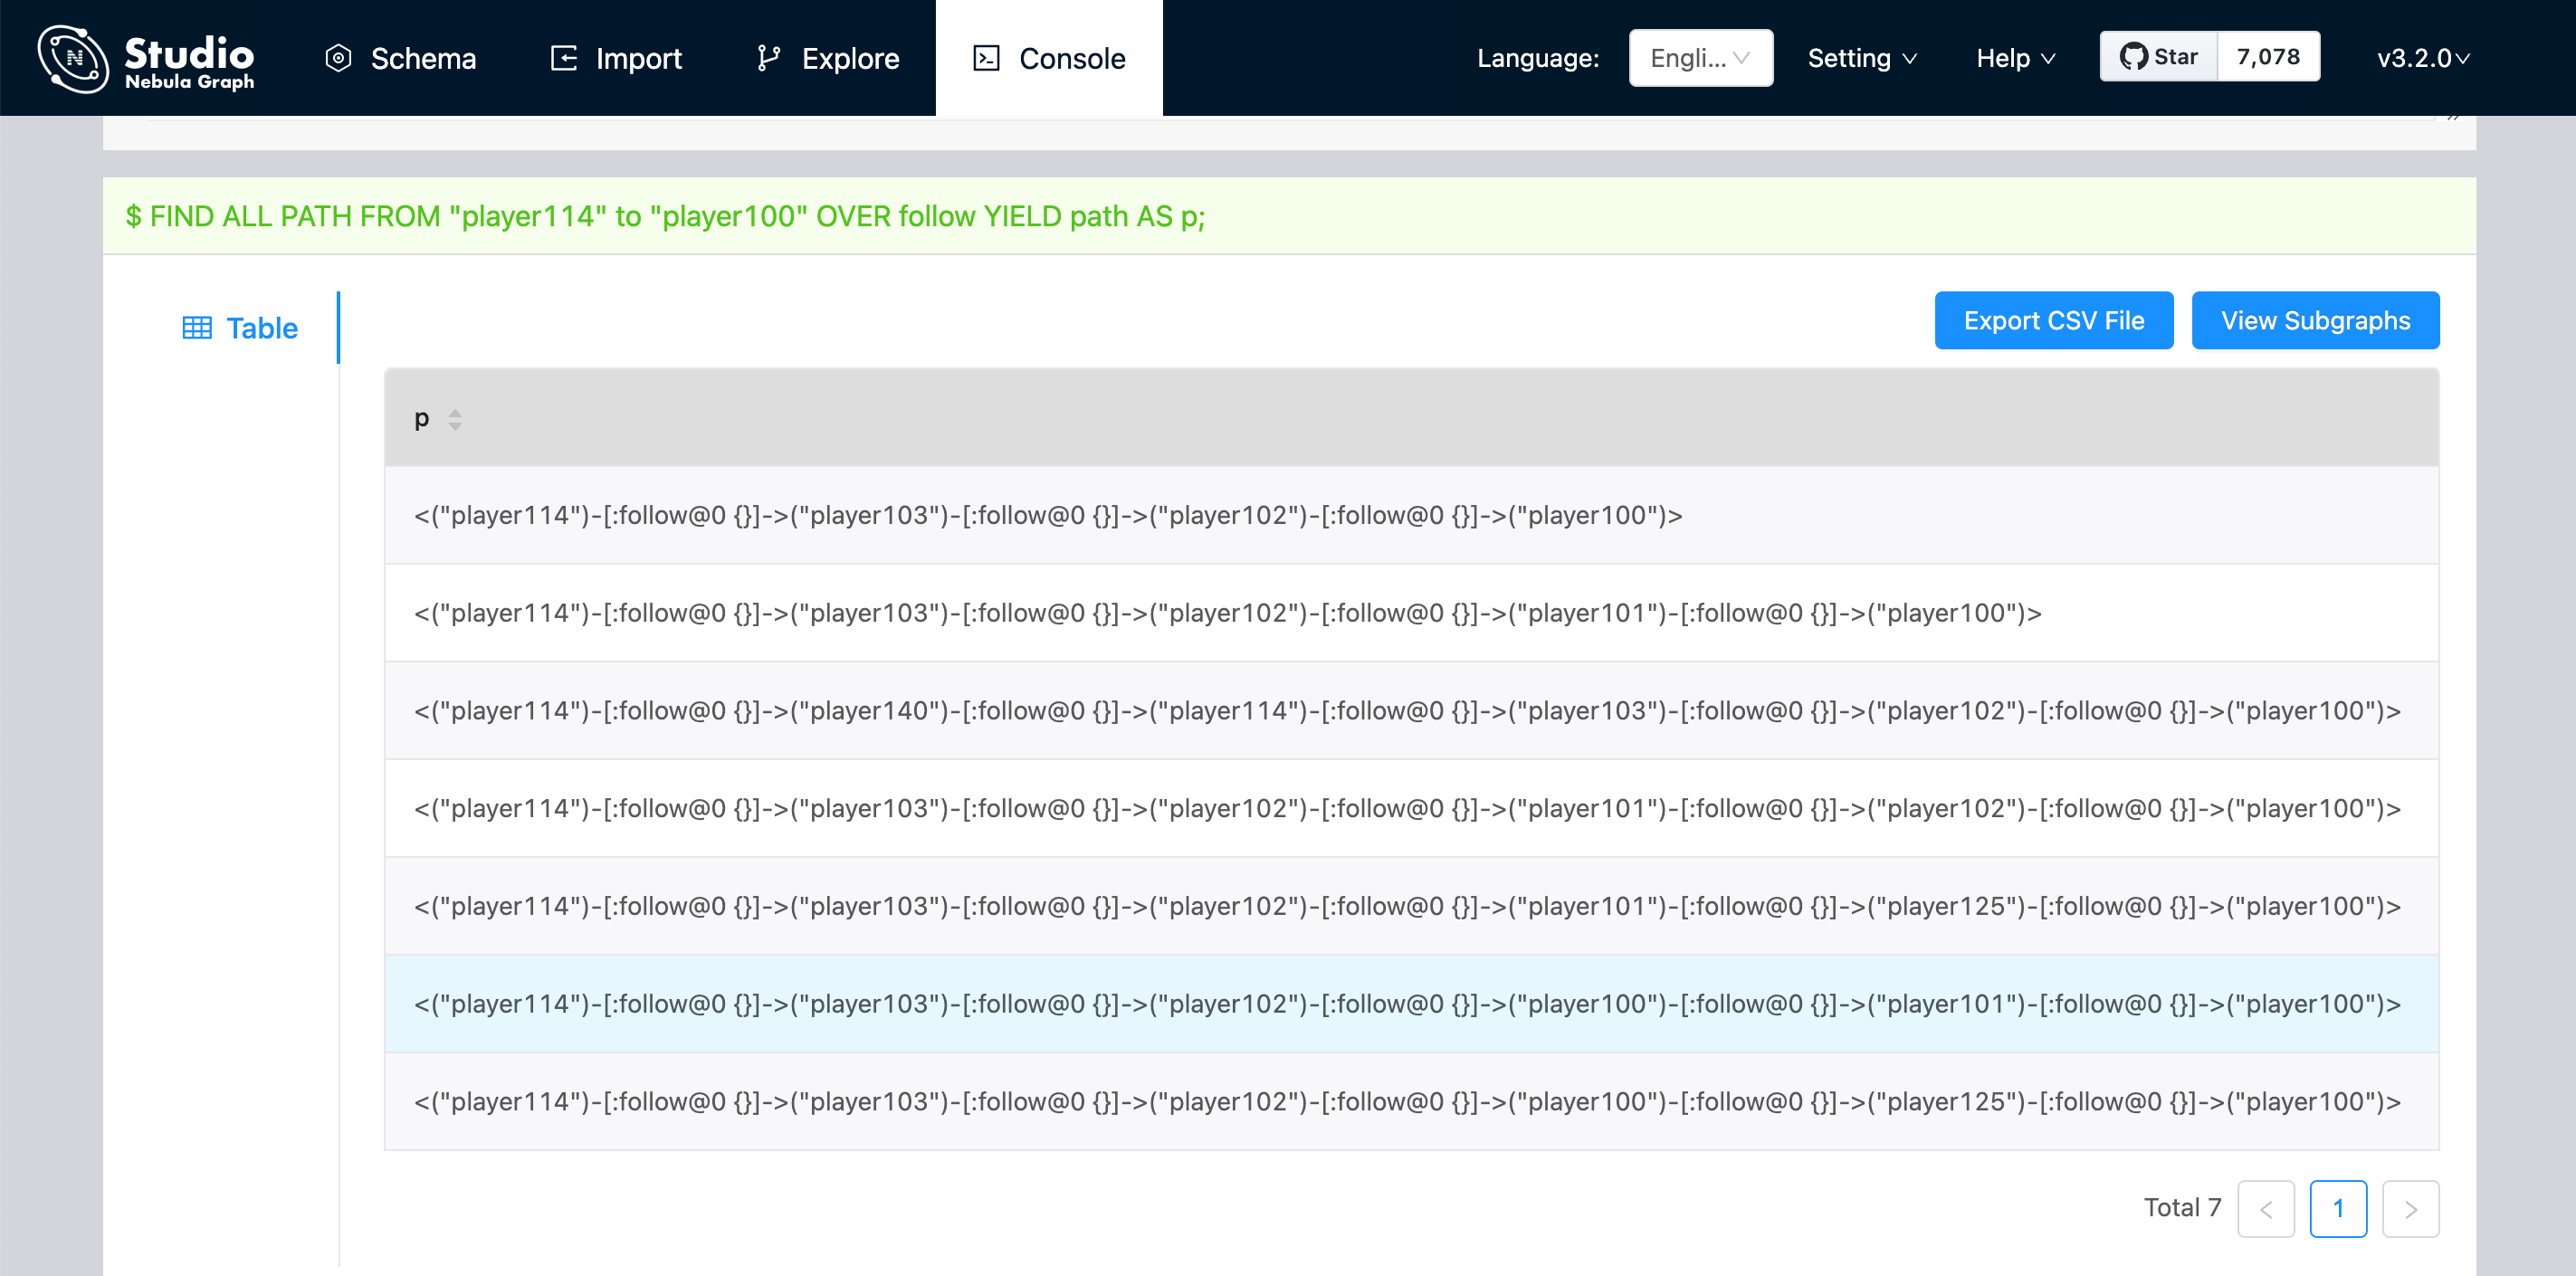 Studio
Nebula Graph
Schema
Import
Explore
Console
Language:
Engli...
Setting
Help
Star
7,078
v3.2.0
$ FIND ALL PATH FROM "player114" to "player100" OVER follow YIELD path AS p;
Table
Export CSV File
View Subgraphs
p
<("player114")-[:follow@0 {}]->("player103")-[:follow@0 {}]->("player102")-[:follow@0 {}]->("player100")>
<("player114")-[:follow@0 {}]->("player103")-[:follow@0 {}]->("player102")-[:follow@0 {}]->("player101")-[:follow@0 {}]->("player100")>
<("player114")-[:follow@0 {}]->("player140")-[:follow@0 {}]->("player114")-[:follow@0 {}]->("player103")-[:follow@0 {}]->("player102")-[:follow@0 {}]->("player100")>
<("player114")-[:follow@0 {}]->("player103")-[:follow@0 {}]->("player102")-[:follow@0 {}]->("player101")-[:follow@0 {}]->("player102")-[:follow@0 {}]->("player100")>
<("player114")-[:follow@0 {}]->("player103")-[:follow@0 {}]->("player102")-[:follow@0 {}]->("player101")-[:follow@0 {}]->("player125")-[:follow@0 {}]->("player100")>
<("player114")-[:follow@0 {}]->("player103")-[:follow@0 {}]->("player102")-[:follow@0 {}]->("player100")-[:follow@0 {}]->("player101")-[:follow@0 {}]->("player100")>
<("player114")-[:follow@0 {}]->("player103")-[:follow@0 {}]->("player102")-[:follow@0 {}]->("player100")-[:follow@0 {}]->("player125")-[:follow@0 {}]->("player100")>
Total 7
1